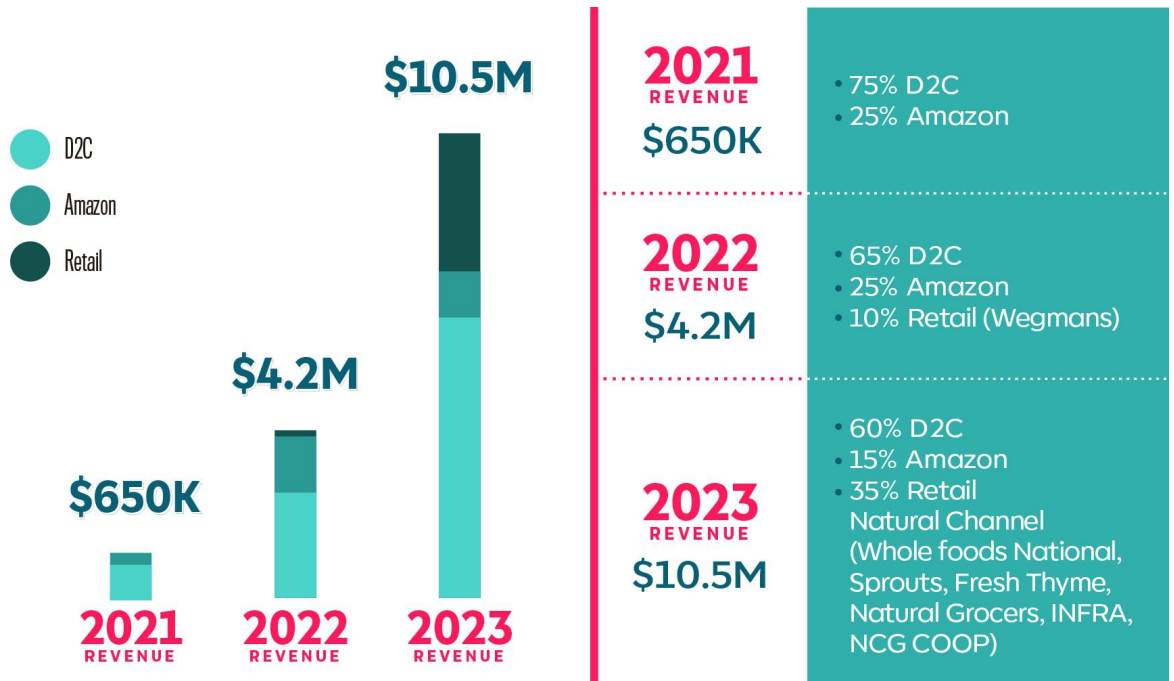 $10.5M
D2C
Amazon
Retail
$4.2M
$650K
2021
REVENUE
2022
REVENUE
2023
REVENUE
2021
REVENUE
$650K
• 75% D2C
• 25% Amazon
2022
REVENUE
$4.2M
• 65% D2C
• 25% Amazon
• 10% Retail (Wegmans)
2023
REVENUE
$10.5M
• 60% D2C
• 15% Amazon
• 35% Retail
Natural Channel
(Whole foods National,
Sprouts, Fresh Thyme,
Natural Grocers, INFRA,
NCG COOP)